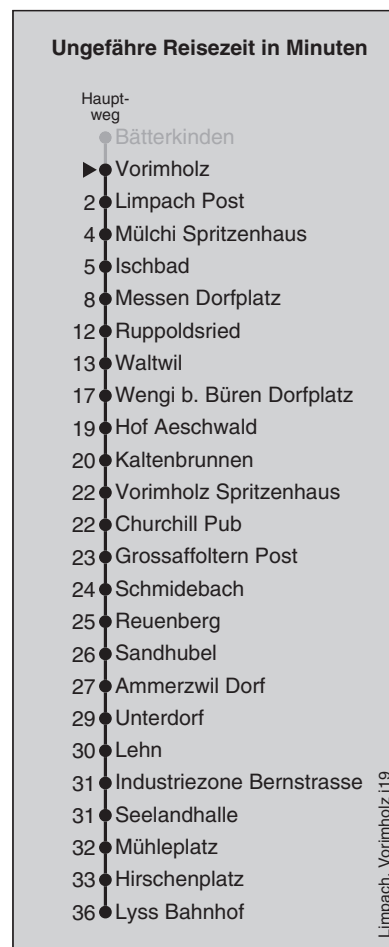 Ungefähre Reisezeit in Minuten
Haupt-
weg
Bätterkinden
Vorimholz
2 Limpach Post
4 Mülchi Spritzenhaus
5 Ischbad
8 Messen Dorfplatz
12 Ruppoldsried
13 Waltwil
17 Wengi b. Büren Dorfplatz
19 Hof Aeschwald
20 Kaltenbrunnen
22 Vorimholz Spritzenhaus
22 Churchill Pub
23 Grossaffoltern Post
24 Schmidebach
25 Reuenberg
26 Sandhubel
27 Ammerzwil Dorf
29 Unterdorf
30 Lehn
31 Industriezone Bernstrasse
31 Seelandhalle
32 Mühleplatz
33 Hirschenplatz
36 Lyss Bahnhof
Limpach, Vorimholz j19